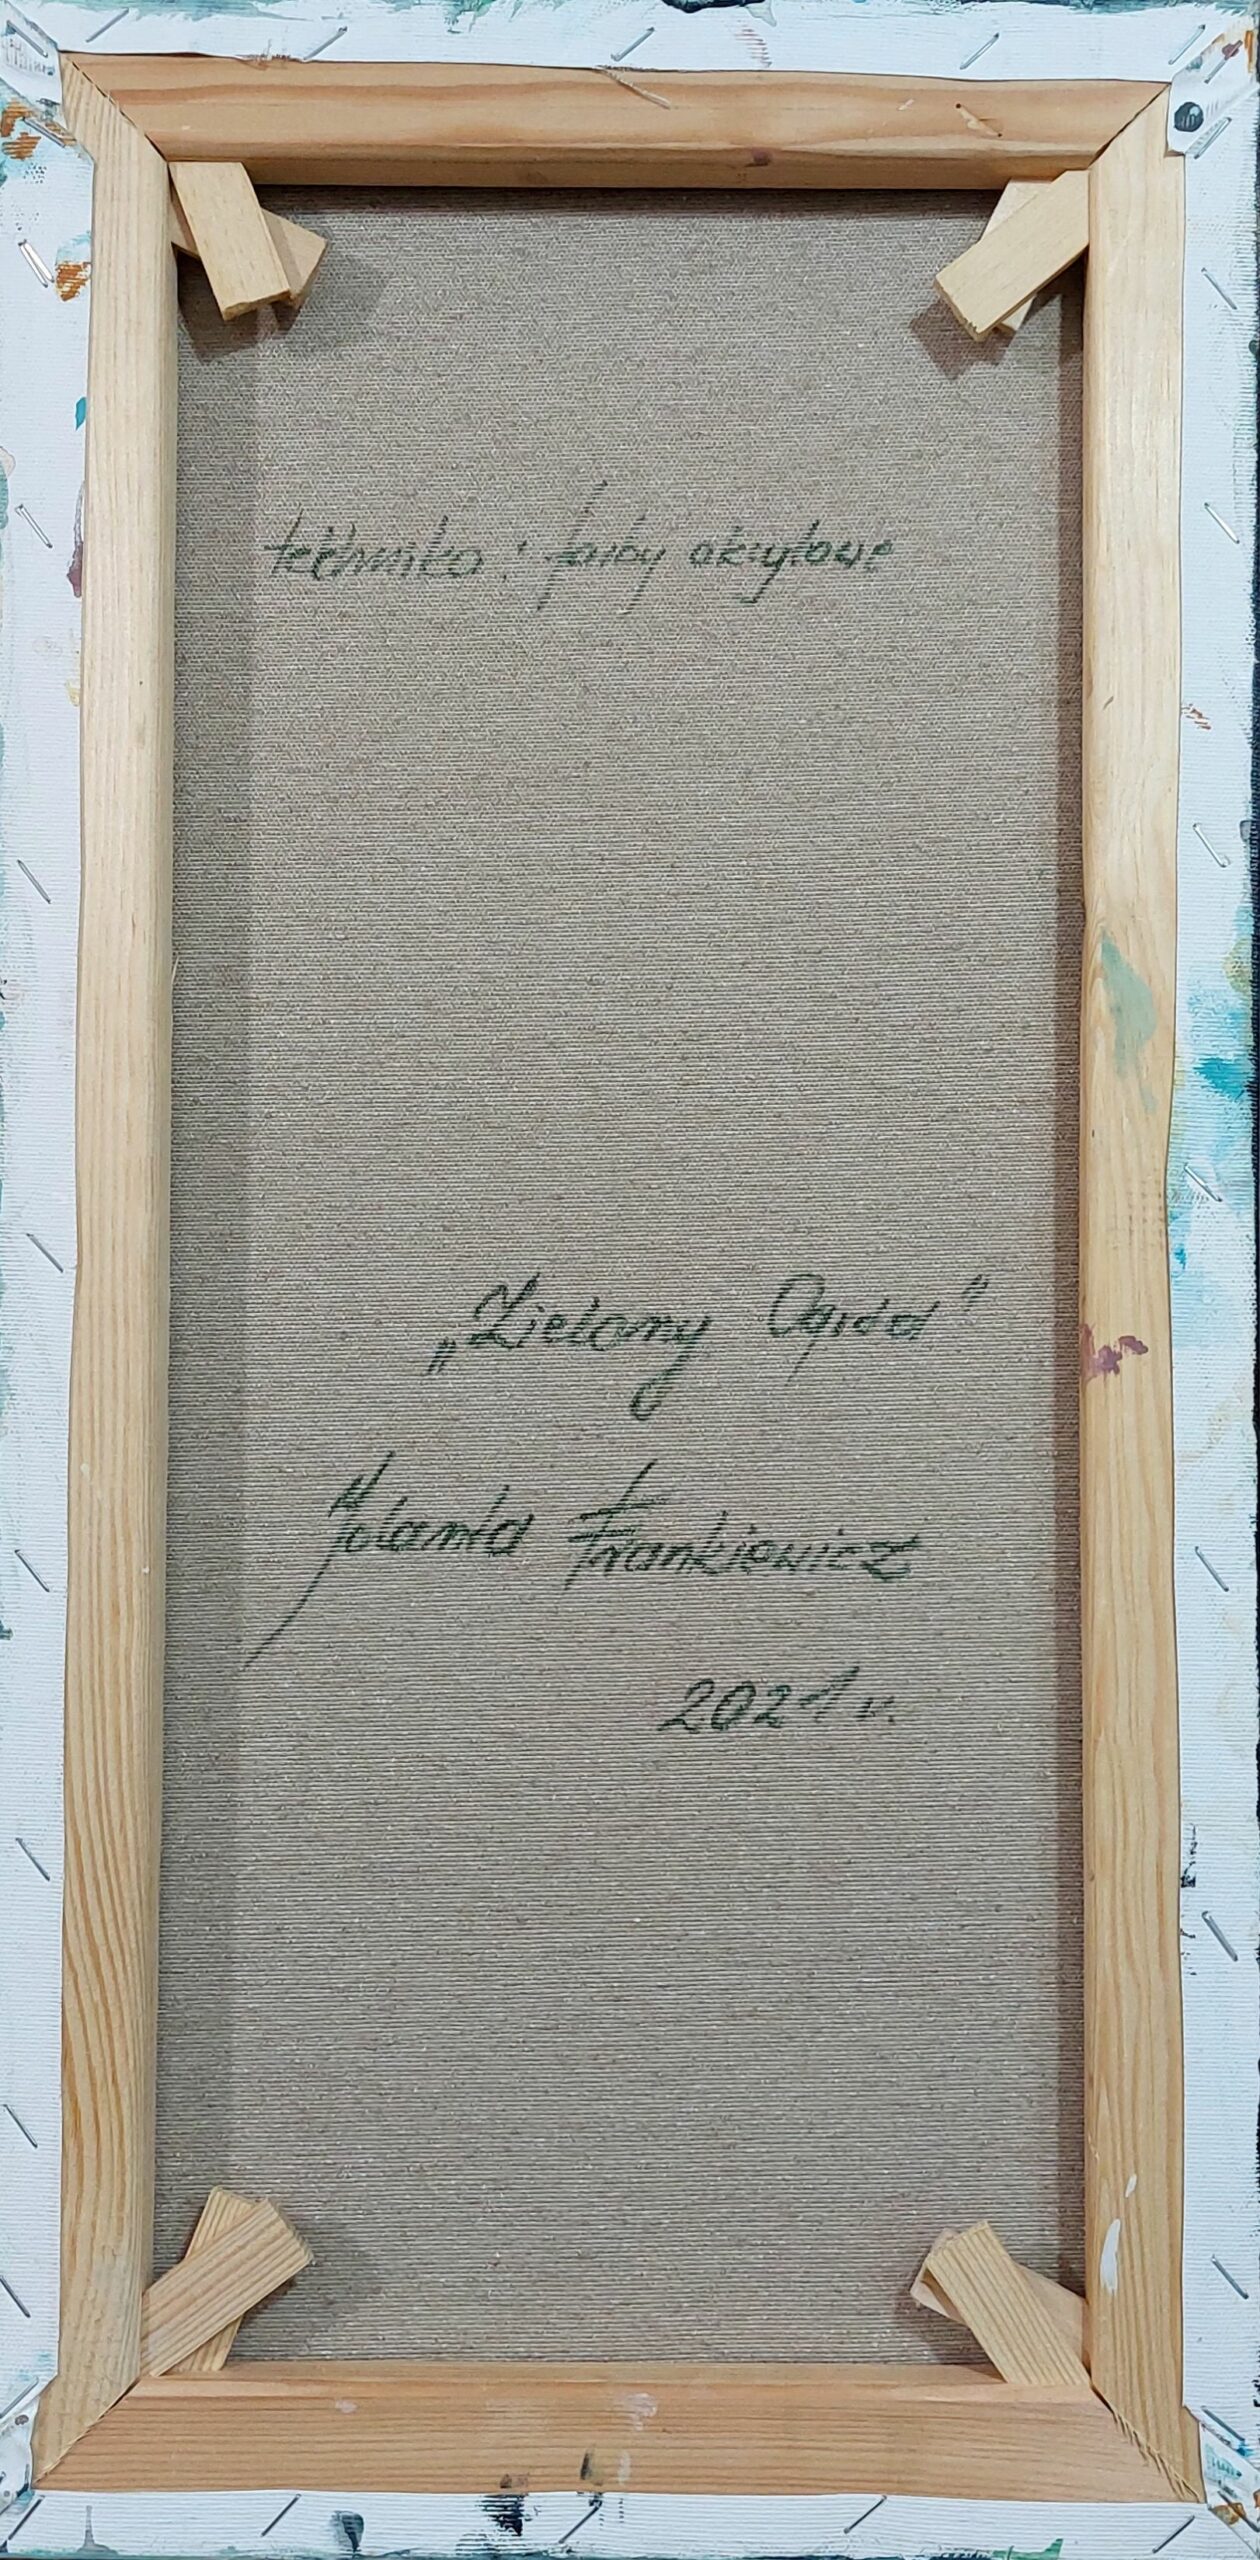 technika: farby akrylowe
„Zielony Ogród”
Jolanta Frankiewicz
2021 r.